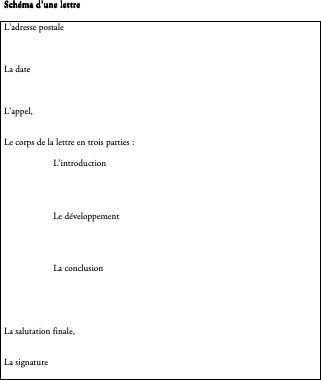 Schéma d'une lettre
L'adresse postale
La date
L'appel,
Le corps de la lettre en trois parties :
L'introduction
Le développement
La conclusion
La salutation finale,
La signature